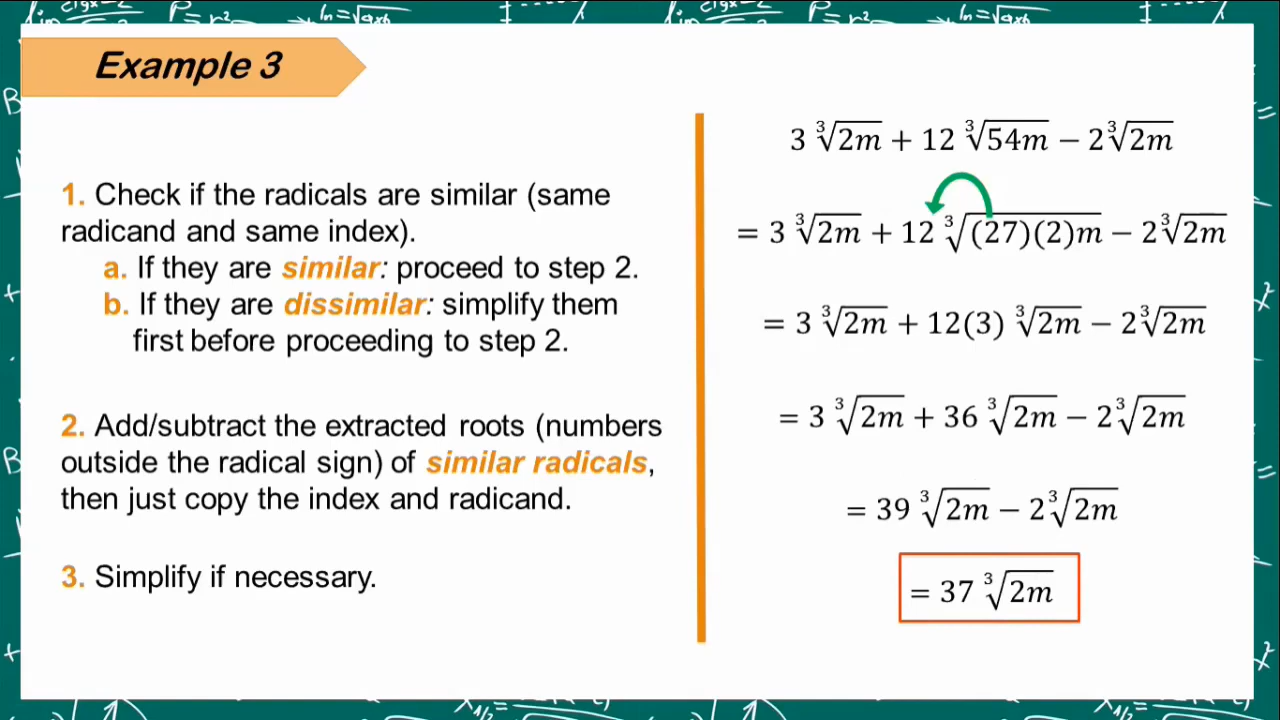 Example 3
1. Check if the radicals are similar (same
radicand and same index).
a. If they are similar: proceed to step 2.
b. If they are dissimilar: simplify them
first before proceeding to step 2.
2. Add/subtract the extracted roots (numbers
outside the radical sign) of similar radicals,
then just copy the index and radicand.
3. Simplify if necessary.
3 ∛2m + 12 ∛54m − 2∛2m
= 3 ∛2m + 12 ∛(27)(2)m − 2∛2m
= 3 ∛2m + 12(3) ∛2m − 2∛2m
= 3 ∛2m + 36 ∛2m − 2∛2m
= 39 ∛2m − 2∛2m
= 37 ∛2m